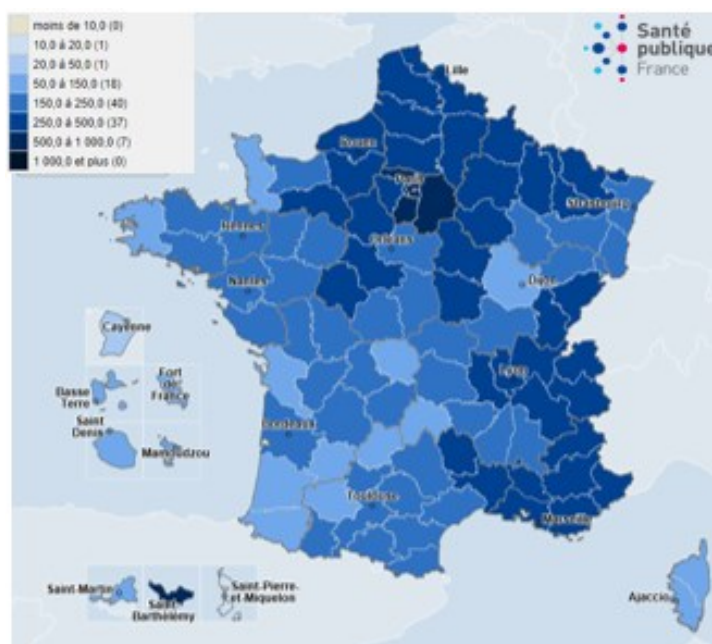 moins de 10,0 (0)
10,0 à 20,0 (1)
20,0 à 50,0 (1)
50,0 à 150,0 (18)
150,0 à 250,0 (40)
250,0 à 500,0 (37)
500,0 à 1 000,0 (7)
1 000,0 et plus (0)
Santé
publique
France
Lille
Rouen
Paris
Strasbourg
Rennes
Orléans
Nantes
Dijon
Cayenne
Lyon
Basse
Terre
Fort
de
France
Saint
Denis
Mamoudzou
Bordeaux
Toulouse
Marseille
Saint-Martin
Saint-
Barthélémy
Saint-Pierre-
et-Miquelon
Ajaccio